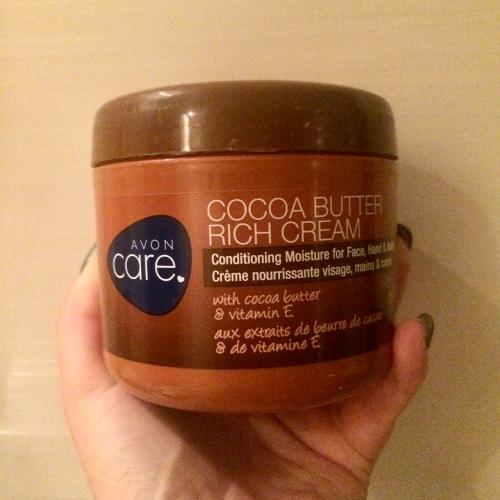 AVON
care
COCOA BUTTER
RICH CREAM
Conditioning Moisture for Face, Hand &
Crème nourrissante visage, mains &
with cocoa butter
& vitamin E
aux extraits de beurre de cacao
& de vitamine E